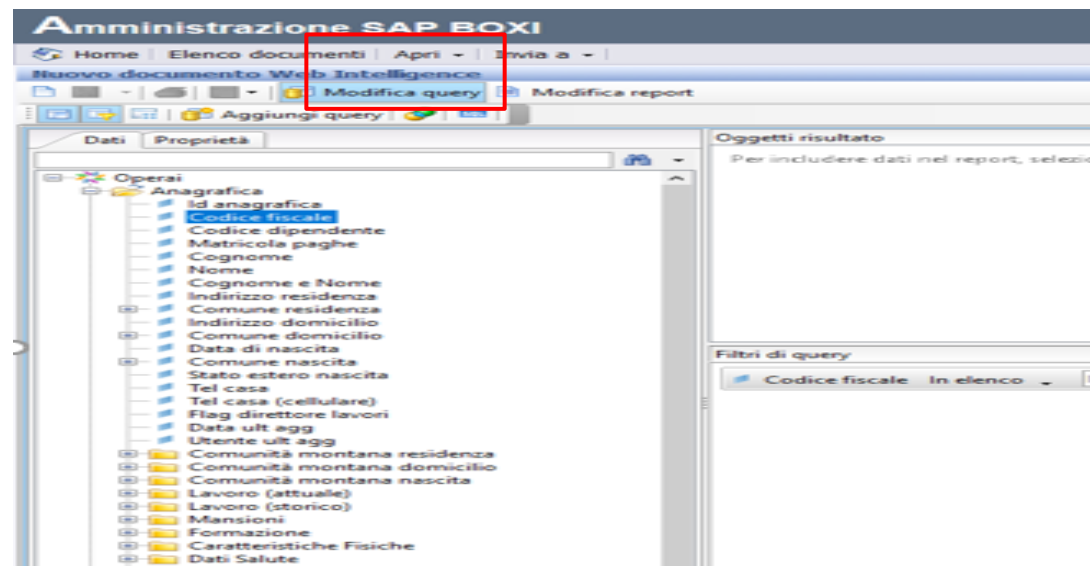 Amministrazione SAP BOXI
Home Elenco documenti Apri Invia a
Nuovo documento Web Intelligence
Modifica query Modifica report
Aggiungi query
Dati Proprietà
Oggetti risultato
Per includere dati nel report, selezio
Operai
Anagrafica
Id anagrafica
Codice fiscale
Codice dipendente
Matricola paghe
Cognome
Nome
Cognome e Nome
Indirizzo residenza
Comune residenza
Indirizzo domicilio
Comune domicilio
Data di nascita
Comune nascita
Stato estero nascita
Tel casa
Tel casa (cellulare)
Flag direttore lavori
Data ult agg
Utente ult agg
Comunità montana residenza
Comunità montana domicilio
Comunità montana nascita
Lavoro (attuale)
Lavoro (storico)
Mansioni
Formazione
Caratteristiche Fisiche
Dati Salute
Filtri di query
Codice fiscale In elenco